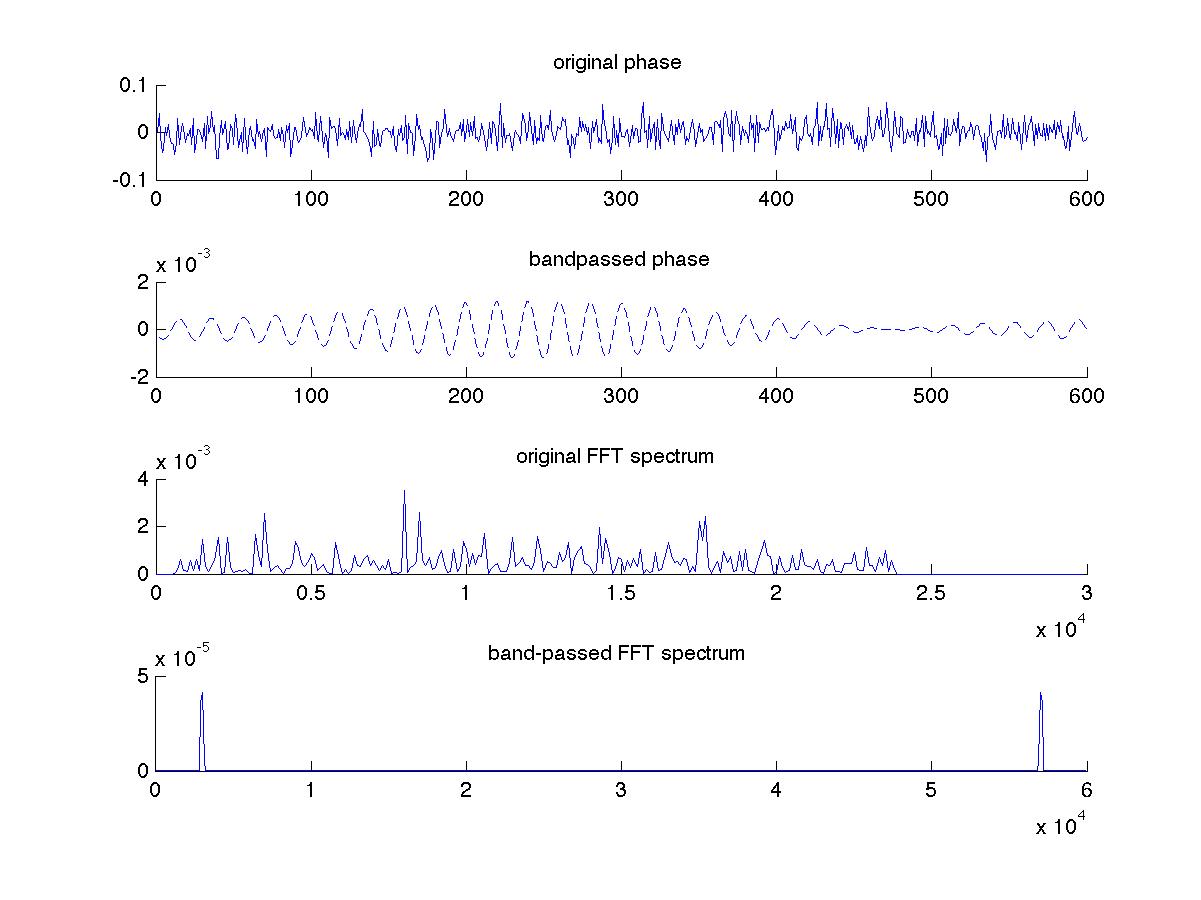 original phase
0.1
0
-0.1
0 100 200 300 400 500 600
bandpassed phase
x 10^-3
2
0
-2
0 100 200 300 400 500 600
original FFT spectrum
x 10^-3
4
2
0
0 0.5 1 1.5 2 2.5 3
x 10^4
band-passed FFT spectrum
x 10^-5
5
0
0 1 2 3 4 5 6
x 10^4